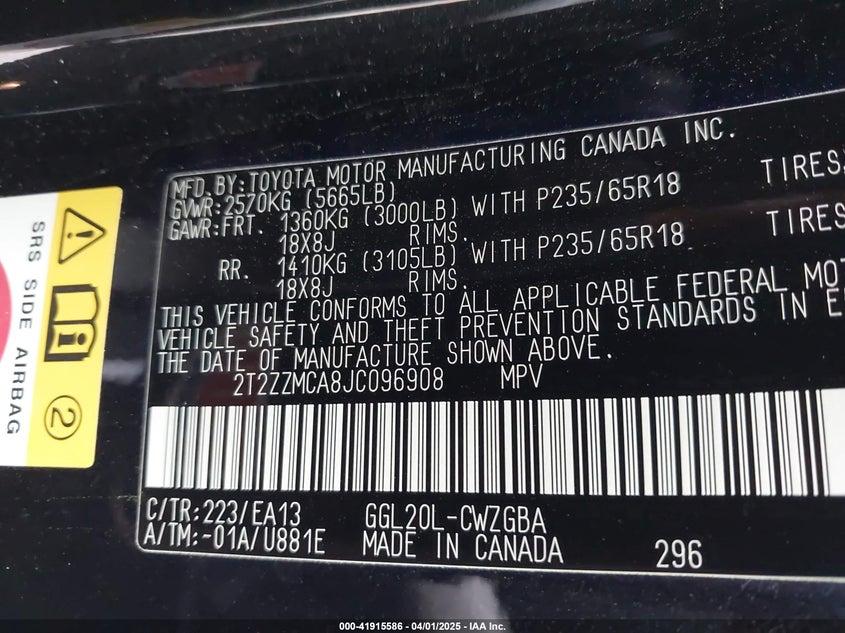 MFD. BY: TOYOTA MOTOR MANUFACTURING CANADA INC.
GVWR: 2570KG (5665LB)
GAWR: FRT. 1360KG (3000LB) WITH P235/65R18 TIRES,
18X8J RIMS.
RR. 1410KG (3105LB) WITH P235/65R18 TIRES
18X8J RIMS.
THIS VEHICLE CONFORMS TO ALL APPLICABLE FEDERAL
VEHICLE SAFETY AND THEFT PREVENTION STANDARDS IN
THE DATE OF MANUFACTURE SHOWN ABOVE.
2T2ZZMCA8JC096908 MPV
C/TR: 223/EA13 GGL20L-CWZGBA
A/TM: -01A/U881E MADE IN CANADA 296
SRS SIDE AIRBAG
2
000-41915586 - 04/01/2025 - IAA Inc.